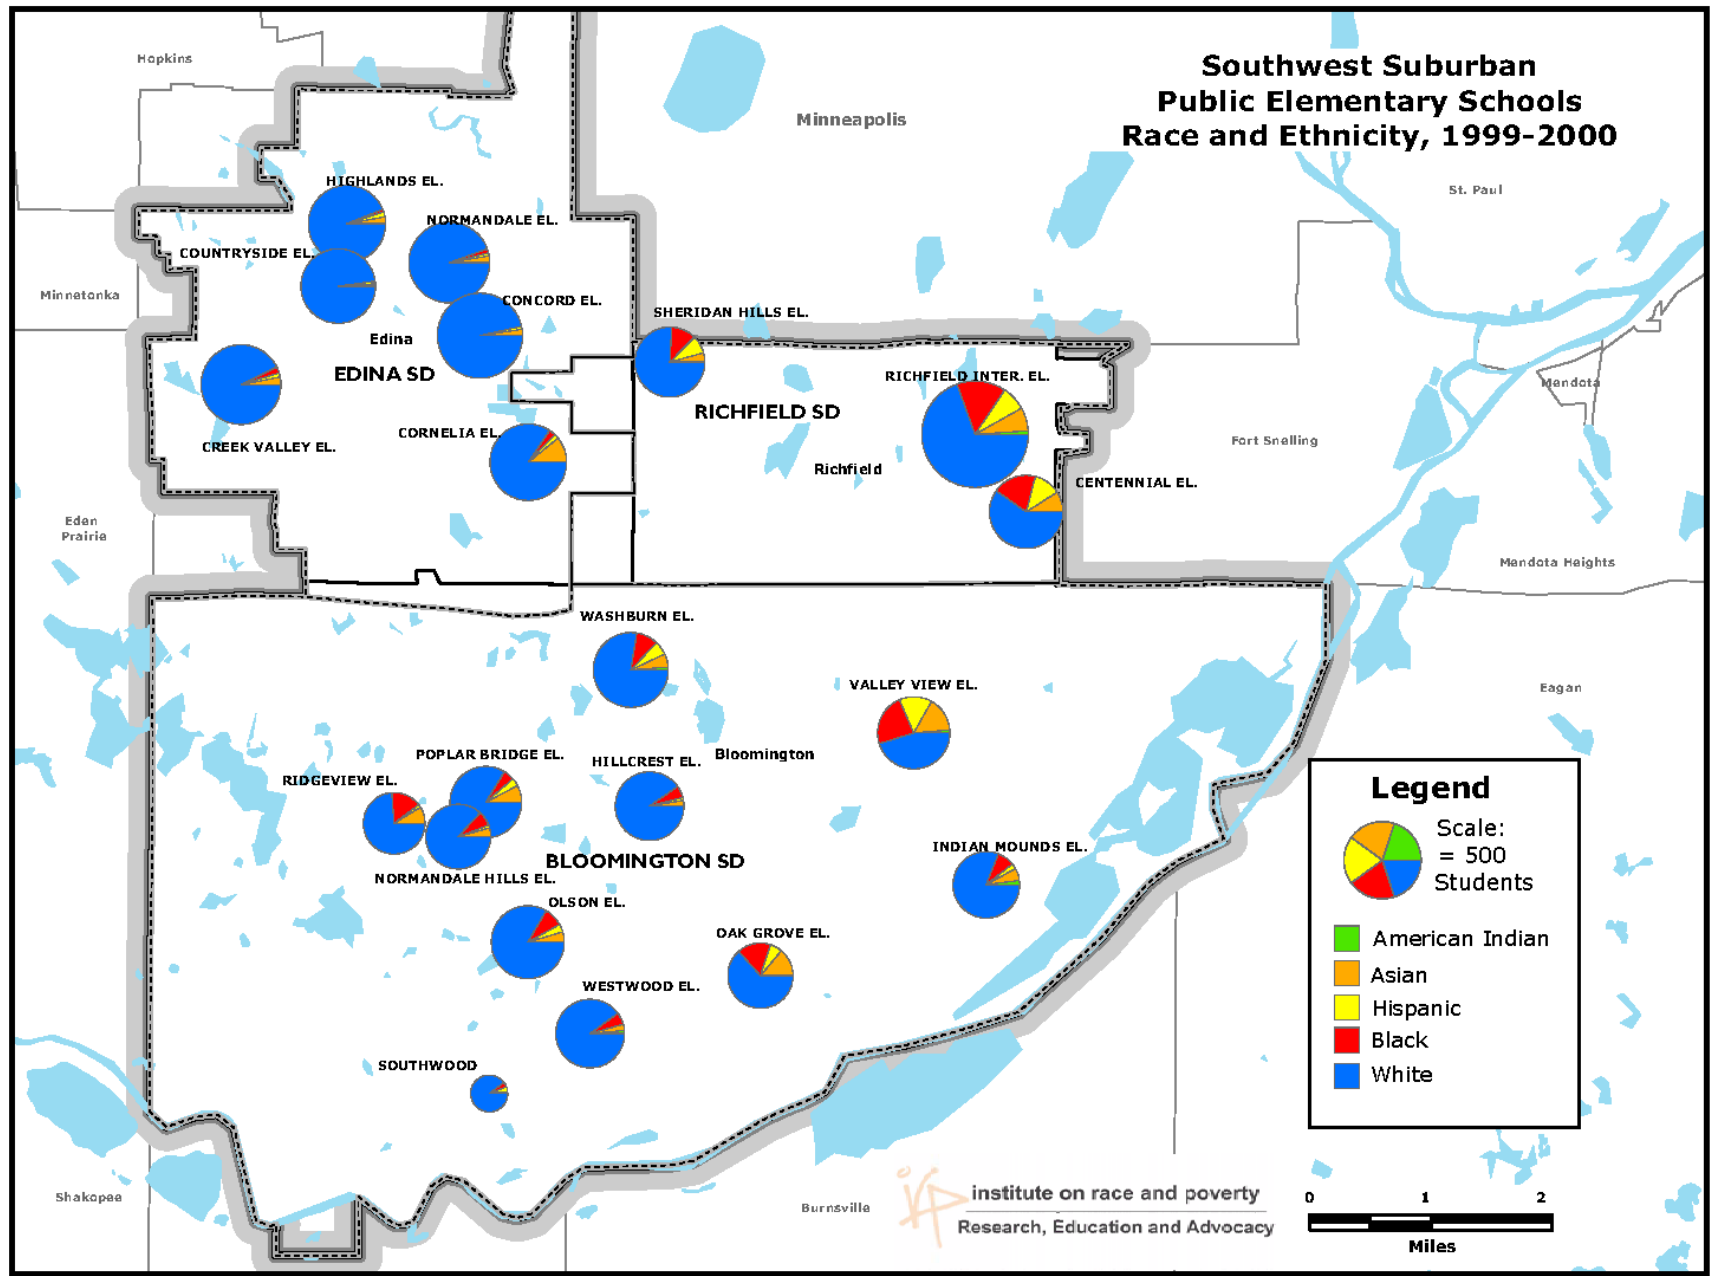 Southwest Suburban
Public Elementary Schools
Race and Ethnicity, 1999-2000
Hopkins
Minneapolis
St. Paul
HIGHLANDS EL.
NORMANDALE EL.
COUNTRYSIDE EL.
Minnetonka
CONCORD EL.
SHERIDAN HILLS EL.
Edina
EDINA SD
RICHFIELD INTER. EL.
Mendota
RICHFIELD SD
CORNELIA EL.
CREEK VALLEY EL.
Fort Snelling
Richfield
CENTENNIAL EL.
Eden
Prairie
Mendota Heights
WASHBURN EL.
VALLEY VIEW EL.
Eagan
POPLAR BRIDGE EL.
HILLCREST EL.
Bloomington
RIDGEVIEW EL.
BLOOMINGTON SD
INDIAN MOUNDS EL.
NORMANDALE HILLS EL.
OLSON EL.
OAK GROVE EL.
WESTWOOD EL.
SOUTHWOOD
Legend
Scale:
= 500
Students
American Indian
Asian
Hispanic
Black
White
Shakopee
Burnsville
institute on race and poverty
Research, Education and Advocacy
0 1 2
Miles